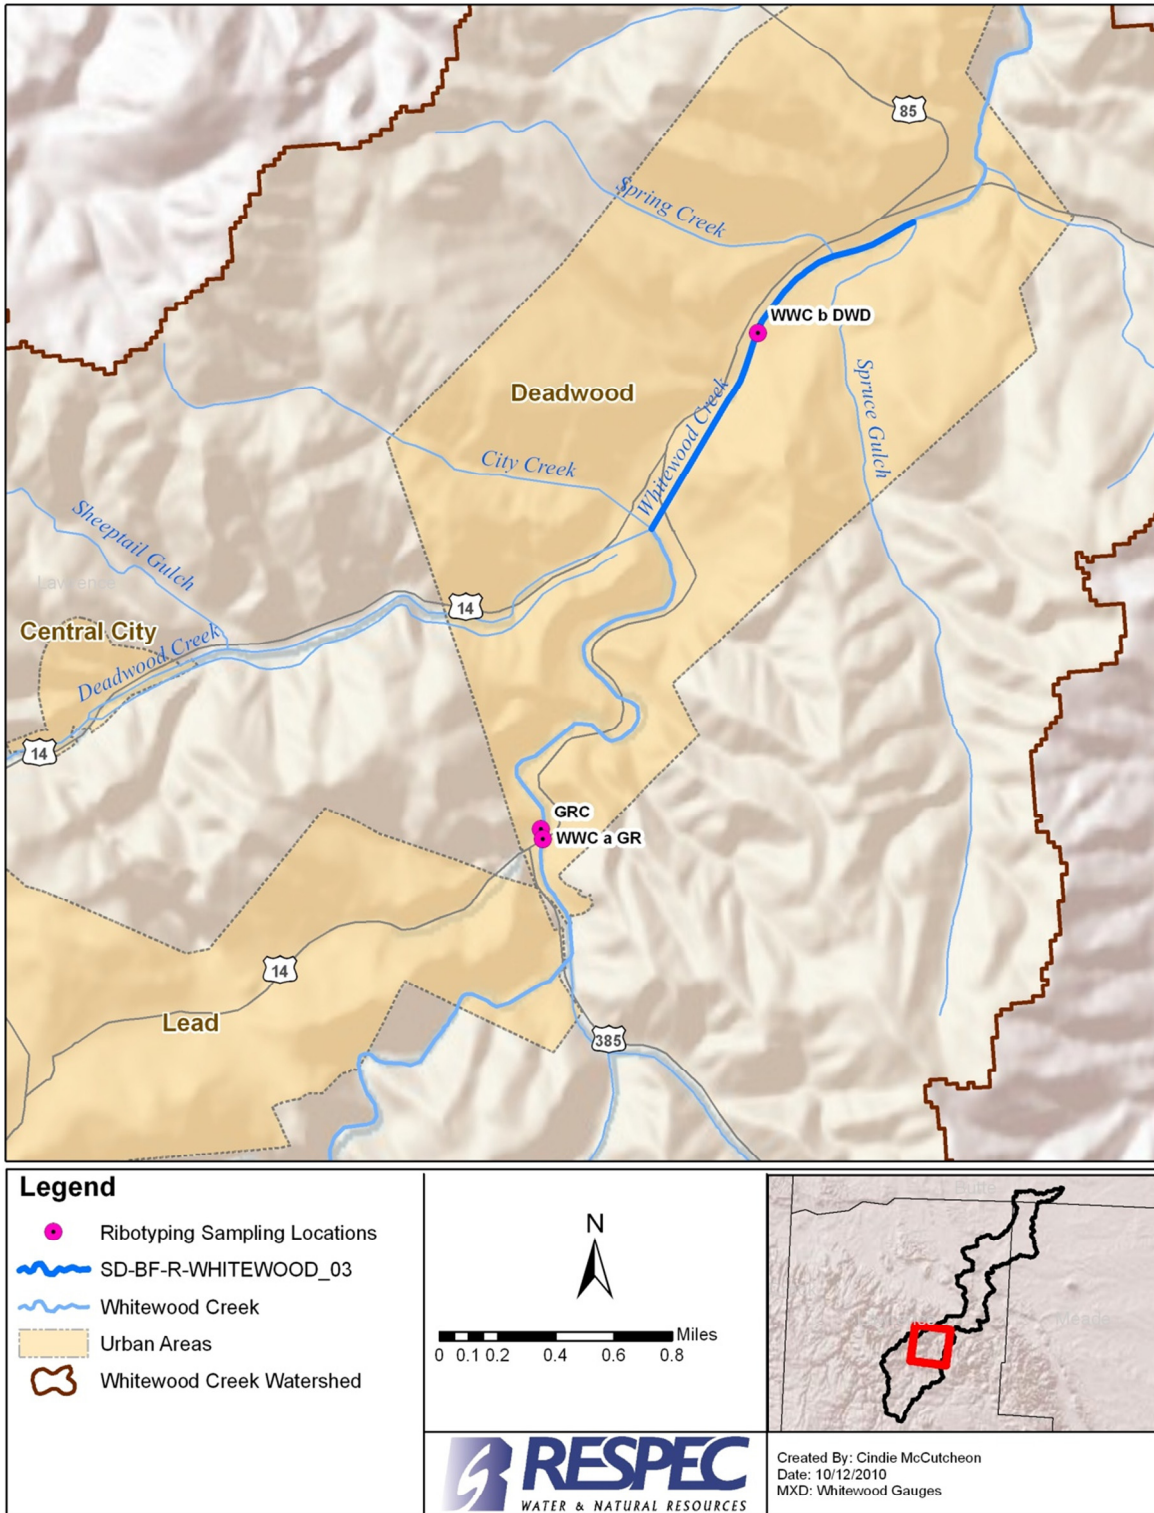 85
Spring Creek
WWC b DWD
Deadwood
Whitewood Creek
Spruce Gulch
City Creek
Sheeptail Gulch
Lawrence
14
Central City
Deadwood Creek
14
GRC
WWC a GR
14
Lead
385
Legend
Ribotyping Sampling Locations
SD-BF-R-WHITEWOOD_03
Whitewood Creek
Urban Areas
Whitewood Creek Watershed
N
Miles
0 0.1 0.2 0.4 0.6 0.8
Butte
Meade
RESPEC
WATER & NATURAL RESOURCES
Created By: Cindie McCutcheon
Date: 10/12/2010
MXD: Whitewood Gauges